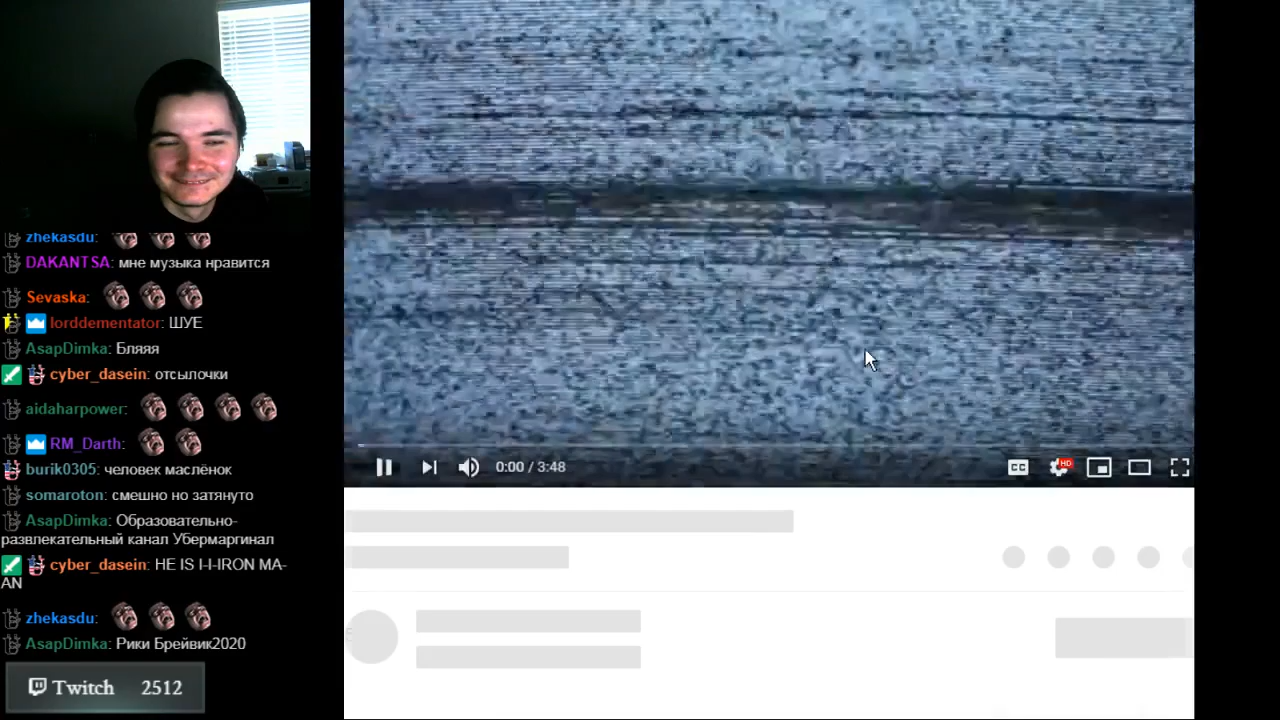 zhekasdu:
DAKANTSA: мне музыка нравится
Sevaska:
lorddementator: ШУЕ
AsapDimka: Бляяя
cyber_dasein: отсылочки
aidaharpower:
RM_Darth:
burik0305: человек маслёнок
somaroton: смешно но затянуто
AsapDimka: Образовательно-
развлекательный канал Убермаргинал
cyber_dasein: HE IS I-I-IRON MA-
AN
zhekasdu:
AsapDimka: Рики Брейвик2020
Twitch 2512
0:00 / 3:48
CC
HD